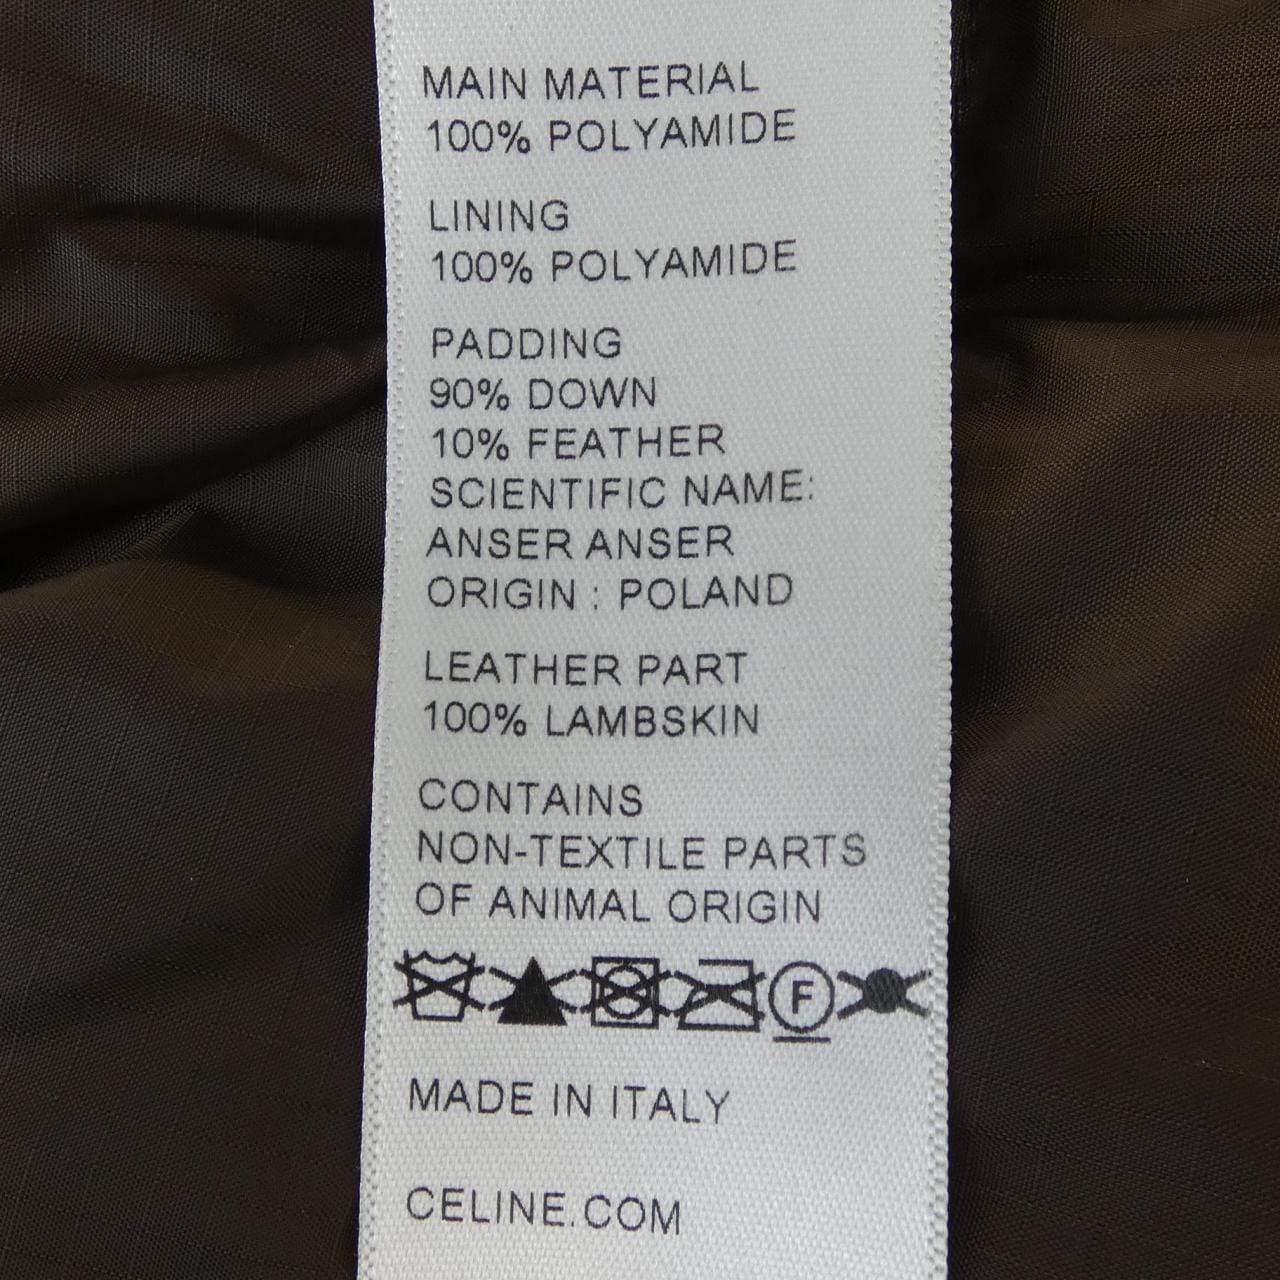 MAIN MATERIAL
100% POLYAMIDE
LINING
100% POLYAMIDE
PADDING
90% DOWN
10% FEATHER
SCIENTIFIC NAME:
ANSER ANSER
ORIGIN : POLAND
LEATHER PART
100% LAMBSKIN
CONTAINS
NON-TEXTILE PARTS
OF ANIMAL ORIGIN
F
MADE IN ITALY
CELINE.COM